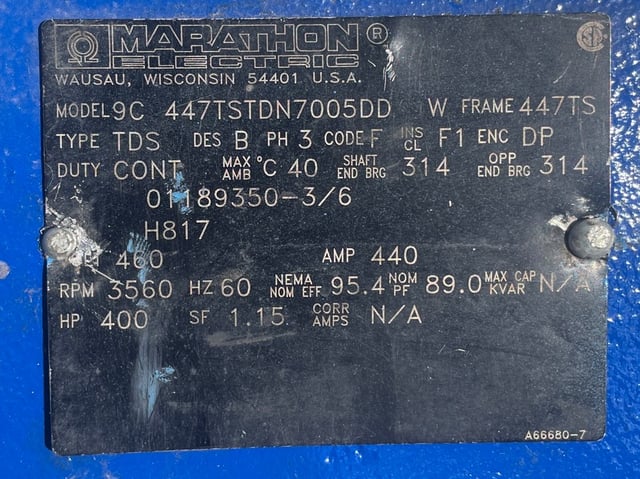 MARATHON®
ELECTRIC
WAUSAU, WISCONSIN 54401 U.S.A.
MODEL 9C 447TSTDN7005DD W FRAME 447TS
TYPE TDS DES B PH 3 CODE F INS CL F1 ENC DP
DUTY CONT MAX AMB °C 40 SHAFT END BRG 314 OPP END BRG 314
01189350-3/6
H817
460 AMP 440
RPM 3560 HZ 60 NEMA NOM EFF 95.4 NOM PF 89.0 MAX CAP KVAR N/A
HP 400 SF 1.15 CORR AMPS N/A
A66680-7